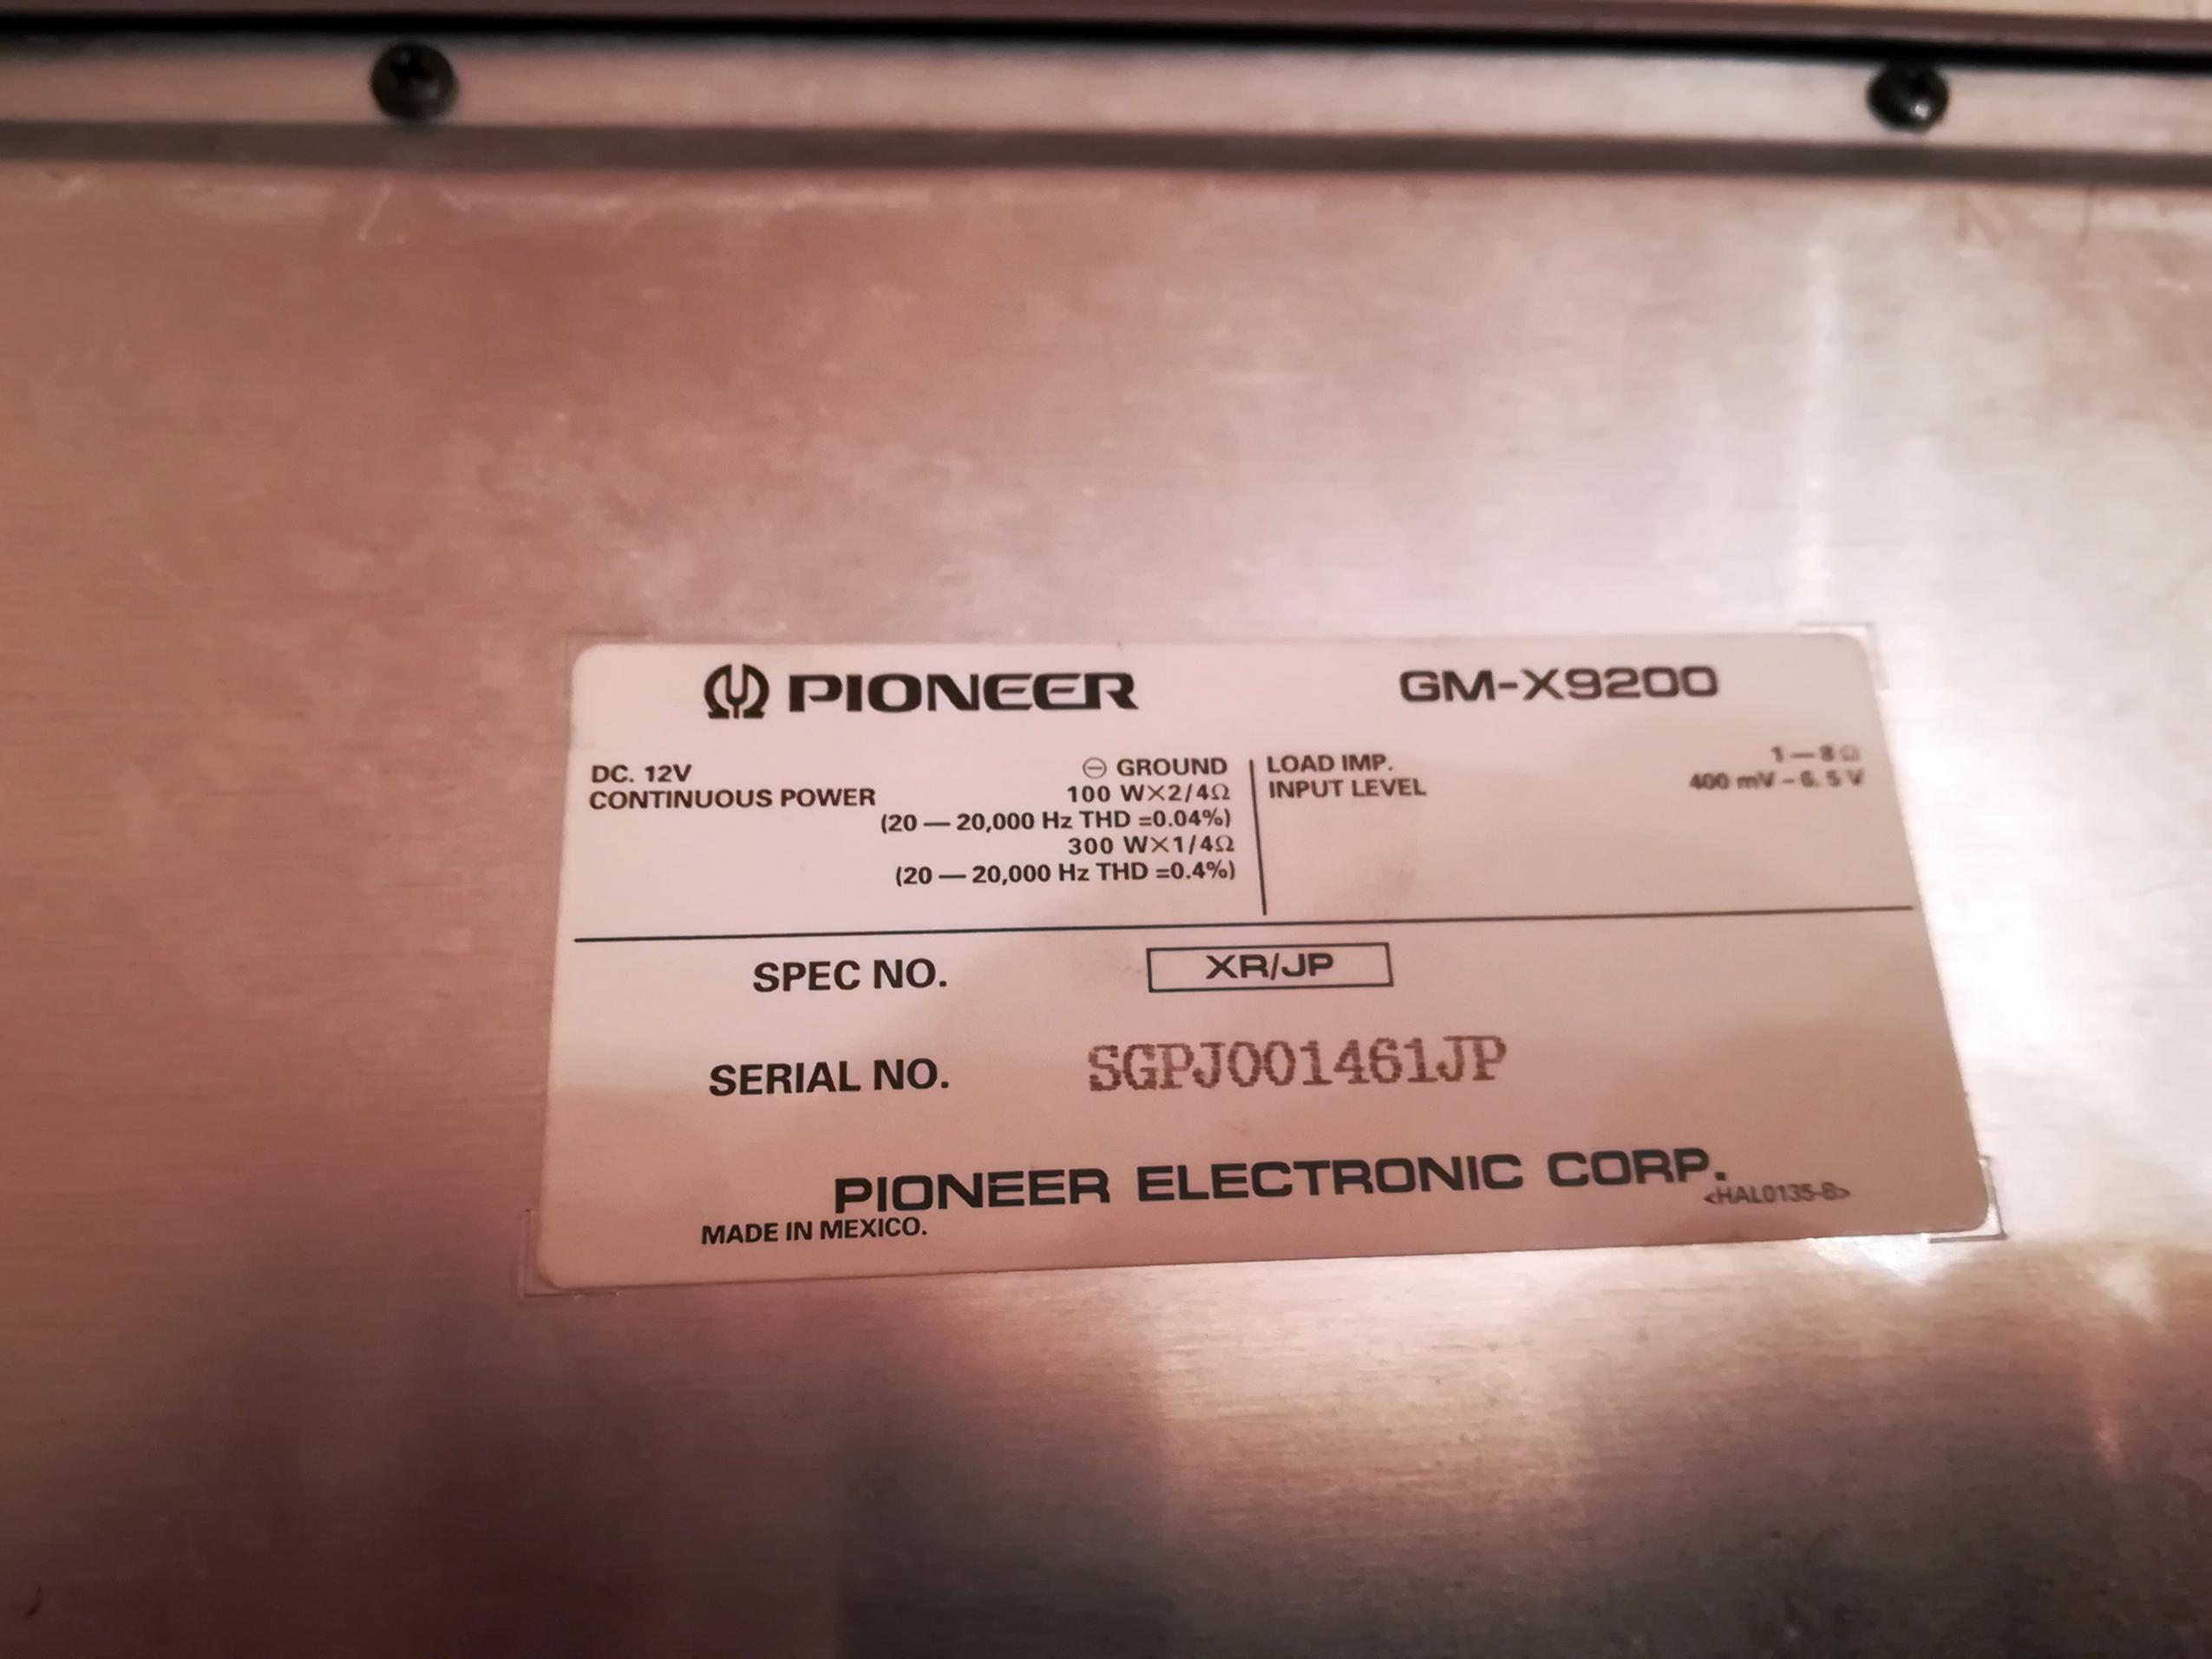 PIONEER GM-X9200
DC. 12V ⊖ GROUND
CONTINUOUS POWER 100 W×2/4Ω
(20 — 20,000 Hz THD =0.04%)
300 W×1/4Ω
(20 — 20,000 Hz THD =0.4%)
LOAD IMP. 1—8Ω
INPUT LEVEL 400 mV – 6.5 V
SPEC NO. XR/JP
SERIAL NO. SGPJ001461JP
PIONEER ELECTRONIC CORP.
<HAL0135-B>
MADE IN MEXICO.